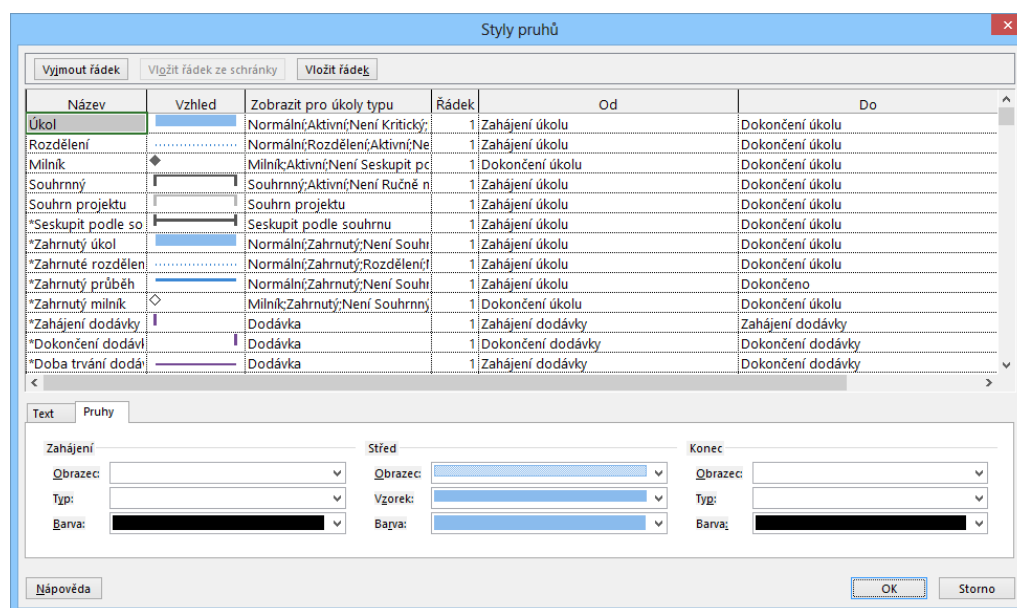 Styly pruhů
Vyjmout řádek Vložit řádek ze schránky Vložit řádek
Název Vzhled Zobrazit pro úkoly typu Řádek Od Do
Úkol Normální;Aktivní;Není Kritický; 1 Zahájení úkolu Dokončení úkolu
Rozdělení Normální;Rozdělení;Aktivní;Ne 1 Zahájení úkolu Dokončení úkolu
Milník Milník;Aktivní;Není Seskupit po 1 Dokončení úkolu Dokončení úkolu
Souhrnný Souhrnný;Aktivní;Není Ručně n 1 Zahájení úkolu Dokončení úkolu
Souhrn projektu Souhrn projektu 1 Zahájení úkolu Dokončení úkolu
*Seskupit podle so Seskupit podle souhrnu 1 Zahájení úkolu Dokončení úkolu
*Zahrnutý úkol Normální;Zahrnutý;Není Souhr 1 Zahájení úkolu Dokončení úkolu
*Zahrnuté rozdělen Normální;Zahrnutý;Rozdělení; 1 Zahájení úkolu Dokončení úkolu
*Zahrnutý průběh Normální;Zahrnutý;Není Souhr 1 Zahájení úkolu Dokončeno
*Zahrnutý milník Milník;Zahrnutý;Není Souhrnný 1 Dokončení úkolu Dokončení úkolu
*Zahájení dodávky Dodávka 1 Zahájení dodávky Zahájení dodávky
*Dokončení dodávk Dodávka 1 Dokončení dodávky Dokončení dodávky
*Doba trvání dodáv Dodávka 1 Zahájení dodávky Dokončení dodávky
Text Pruhy
Zahájení Střed Konec
Obrazec: Obrazec: Obrazec:
Typ: Vzorek: Typ:
Barva: Barva: Barva:
Nápověda OK Storno